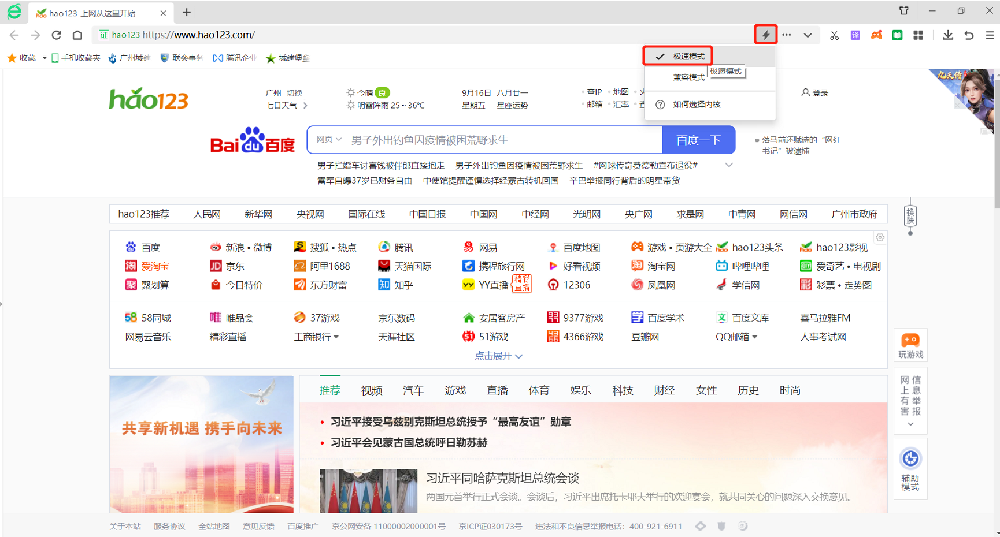 hao123_上网从这里开始
证 hao123 https://www.hao123.com/
译
收藏 手机收藏夹 广州城建 联奕事务 腾讯企业 城建堡垒
极速模式
极速模式
兼容模式
如何选择内核
hao123
广州 切换 今晴 良 9月16日 八月廿一 查IP 地图 火
七日天气 明雷阵雨 25～36℃ 星期五 星座运势 邮箱 汇率 查
登录
九天传
Bai du 百度 网页 男子外出钓鱼因疫情被困荒野求生 百度一下
落马前还赋诗的“网红
书记”被逮捕
男子拦婚车讨喜钱被伴郎直接抱走 男子外出钓鱼因疫情被困荒野求生 #网球传奇费德勒宣布退役#
雷军自曝37岁已财务自由 中使馆提醒谨慎选择经蒙古转机回国 辛巴举报同行背后的明星带货
hao123推荐 人民网 新华网 央视网 国际在线 中国日报 中国网 中经网 光明网 央广网 求是网 中青网 网信网 广州市政府
换肤
百度 新浪 • 微博 搜狐 • 热点 腾讯 网易 百度地图 游戏 • 页游大全 hao123头条 hao123影视
爱淘宝 京东 阿里1688 天猫国际 携程旅行网 好看视频 淘宝网 哔哩哔哩 爱奇艺 • 电视剧
聚划算 今日特价 东方财富 知乎 YY直播 精彩直播 12306 凤凰网 学信网 彩票 • 走势图
58同城 唯品会 37游戏 京东数码 安居客房产 9377游戏 百度学术 百度文库 喜马拉雅FM
网易云音乐 精彩直播 工商银行 天涯社区 51游戏 4366游戏 豆瓣网 QQ邮箱 人事考试网
点击展开
玩游戏
网上有害
信息举报
辅助
模式
共享新机遇 携手向未来
推荐 视频 汽车 游戏 直播 体育 娱乐 科技 财经 女性 历史 时尚
习近平接受乌兹别克斯坦总统授予“最高友谊”勋章
习近平会见蒙古国总统呼日勒苏赫
习近平同哈萨克斯坦总统会谈
两国元首举行正式会谈。会谈后，习近平出席托卡耶夫举行的欢迎宴会，就共同关心的问题深入交换意见。
关于本站 服务协议 全站地图 意见反馈 百度推广 京公网安备 11000002000001号 京ICP证030173号 违法和不良信息举报电话：400-921-6911